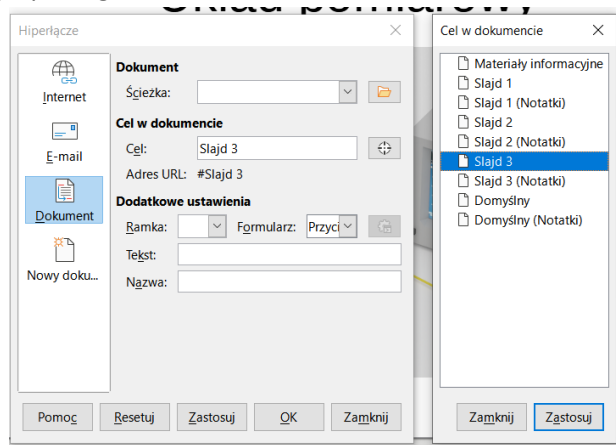 Układ pomiarowy
Hiperłącze
Internet
E-mail
Dokument
Nowy doku...
Dokument
Ścieżka:
Cel w dokumencie
Cel: Slajd 3
Adres URL: #Slajd 3
Dodatkowe ustawienia
Ramka: Formularz: Przyci
Tekst:
Nazwa:
Pomoc Resetuj Zastosuj OK Zamknij
Cel w dokumencie
Materiały informacyjne
Slajd 1
Slajd 1 (Notatki)
Slajd 2
Slajd 2 (Notatki)
Slajd 3
Slajd 3 (Notatki)
Domyślny
Domyślny (Notatki)
Zamknij Zastosuj